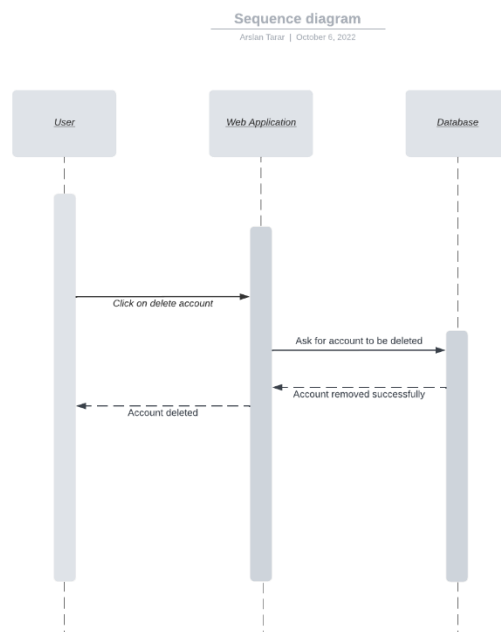 Sequence diagram
Arslan Tarar | October 6, 2022
User
Web Application
Database
Click on delete account
Ask for account to be deleted
Account removed successfully
Account deleted